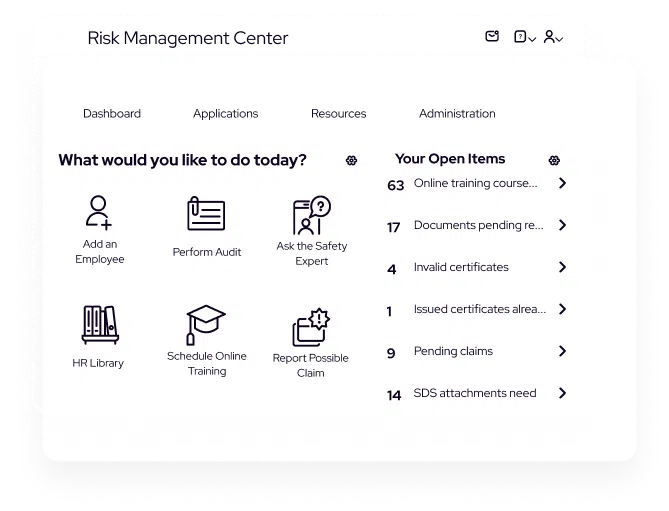 Risk Management Center
?
Dashboard
Applications
Resources
Administration
What would you like to do today?
Add an
Employee
Perform Audit
?
Ask the Safety
Expert
HR Library
Schedule Online
Training
!
Report Possible
Claim
Your Open Items
63 Online training course...
17 Documents pending re...
4 Invalid certificates
1 Issued certificates alrea...
9 Pending claims
14 SDS attachments need